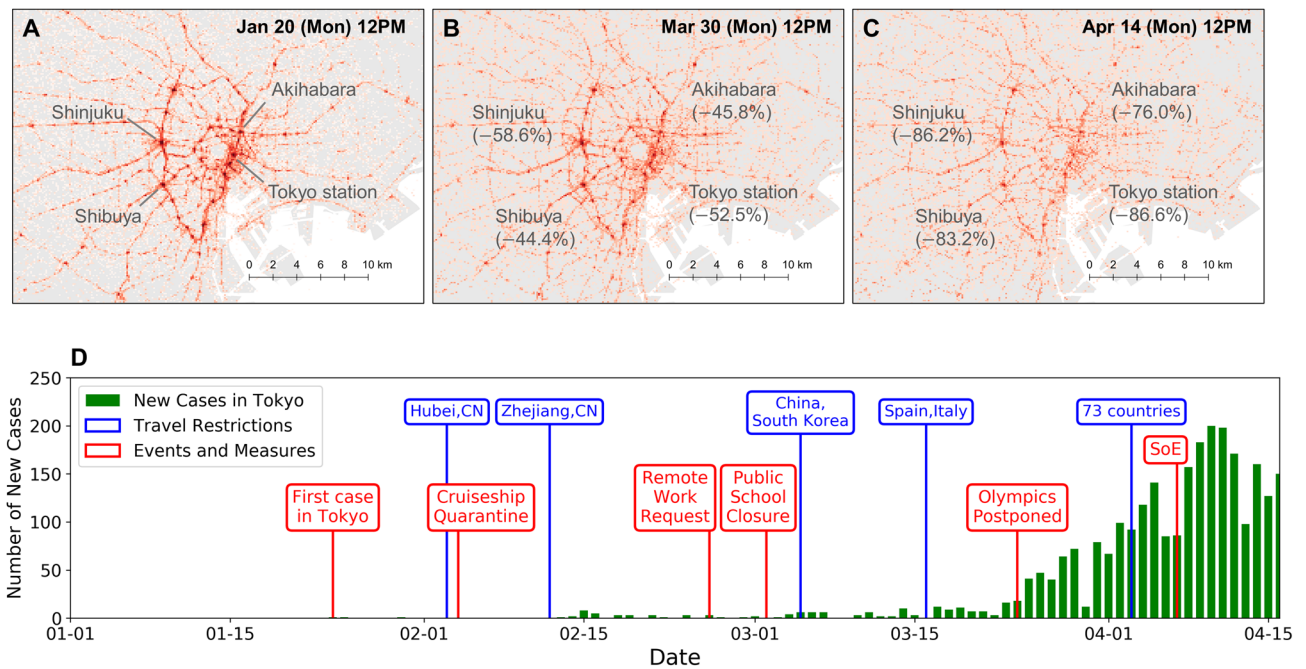 A
Jan 20 (Mon) 12PM
Akihabara
Shinjuku
Tokyo station
Shibuya
0 2 4 6 8 10 km
B
Mar 30 (Mon) 12PM
Akihabara
(−45.8%)
Shinjuku
(−58.6%)
Tokyo station
(−52.5%)
Shibuya
(−44.4%)
0 2 4 6 8 10 km
C
Apr 14 (Mon) 12PM
Akihabara
(−76.0%)
Shinjuku
(−86.2%)
Tokyo station
(−86.6%)
Shibuya
(−83.2%)
0 2 4 6 8 10 km
D
Number of New Cases
250
200
150
100
50
0
New Cases in Tokyo
Travel Restrictions
Events and Measures
First case
in Tokyo
Hubei,CN
Cruiseship
Quarantine
Zhejiang,CN
Remote
Work
Request
Public
School
Closure
China,
South Korea
Spain,Italy
Olympics
Postponed
73 countries
SoE
01-01 01-15 02-01 02-15 03-01 03-15 04-01 04-15
Date